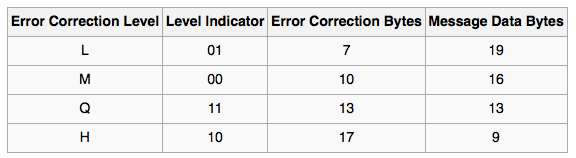 Error Correction Level Level Indicator Error Correction Bytes Message Data Bytes
L 01 7 19
M 00 10 16
Q 11 13 13
H 10 17 9